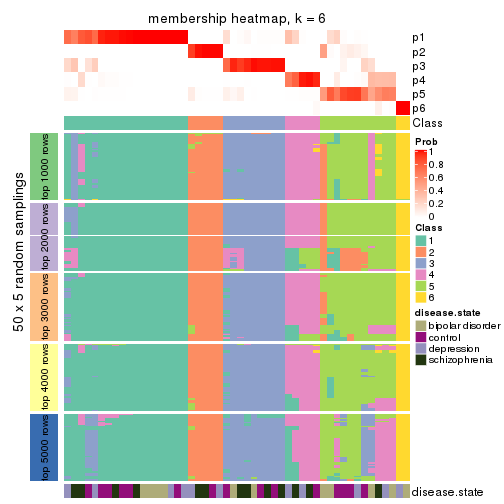 membership heatmap, k = 6
p1
p2
p3
p4
p5
p6
Class
50 x 5 random samplings
top 1000 rows
top 2000 rows
top 3000 rows
top 4000 rows
top 5000 rows
Prob
1
0.8
0.6
0.4
0.2
0
Class
1
2
3
4
5
6
disease.state
bipolar disorder
control
depression
schizophrenia
disease.state